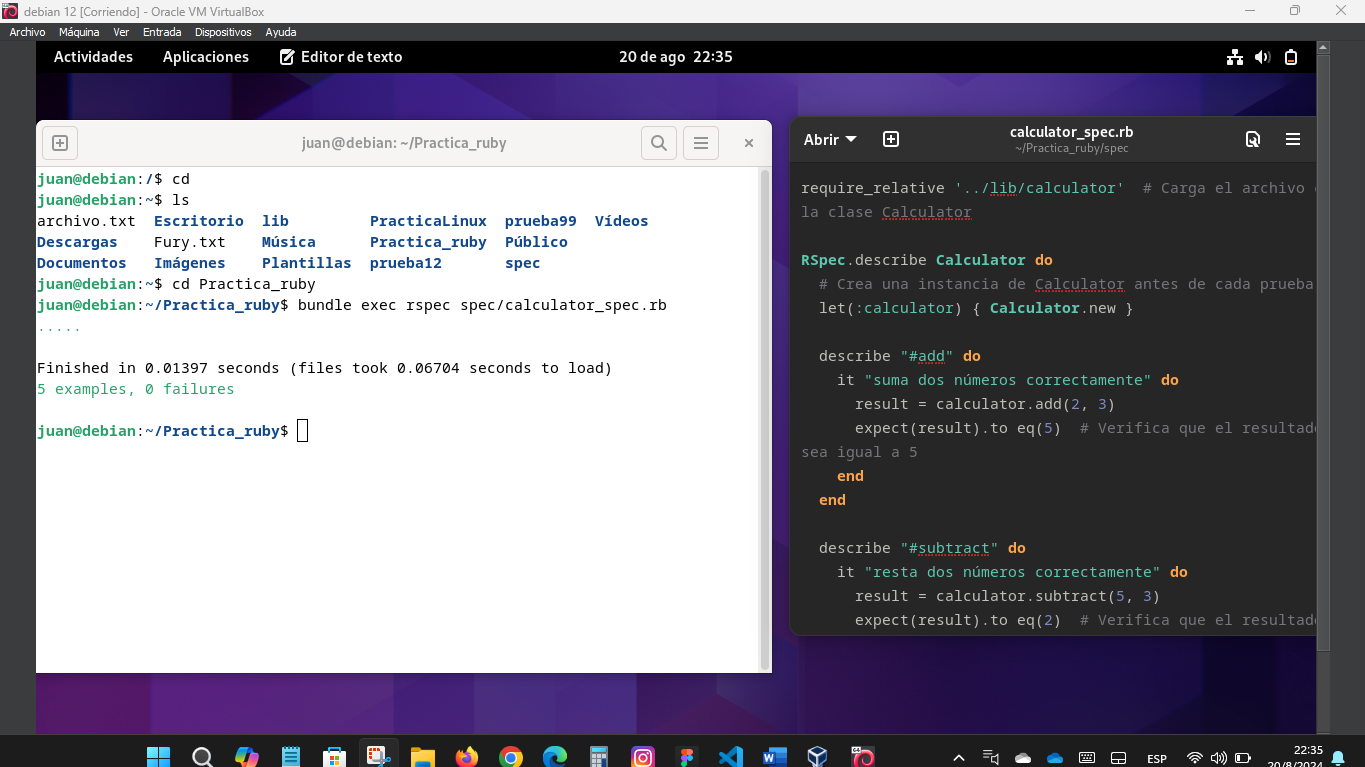 debian 12 [Corriendo] - Oracle VM VirtualBox
Archivo Máquina Ver Entrada Dispositivos Ayuda
Actividades Aplicaciones Editor de texto 20 de ago 22:35
juan@debian: ~/Practica_ruby
juan@debian:/$ cd
juan@debian:~$ ls
archivo.txt Escritorio lib PracticaLinux prueba99 Vídeos
Descargas Fury.txt Música Practica_ruby Público
Documentos Imágenes Plantillas prueba12 spec
juan@debian:~$ cd Practica_ruby
juan@debian:~/Practica_ruby$ bundle exec rspec spec/calculator_spec.rb
.....
Finished in 0.01397 seconds (files took 0.06704 seconds to load)
5 examples, 0 failures
juan@debian:~/Practica_ruby$
Abrir calculator_spec.rb
~/Practica_ruby/spec
require_relative '../lib/calculator' # Carga el archivo
la clase Calculator
RSpec.describe Calculator do
# Crea una instancia de Calculator antes de cada prueba
let(:calculator) { Calculator.new }
describe "#add" do
it "suma dos números correctamente" do
result = calculator.add(2, 3)
expect(result).to eq(5) # Verifica que el resultado
sea igual a 5
end
end
describe "#subtract" do
it "resta dos números correctamente" do
result = calculator.subtract(5, 3)
expect(result).to eq(2) # Verifica que el resultado
ESP
22:35
20/8/2024